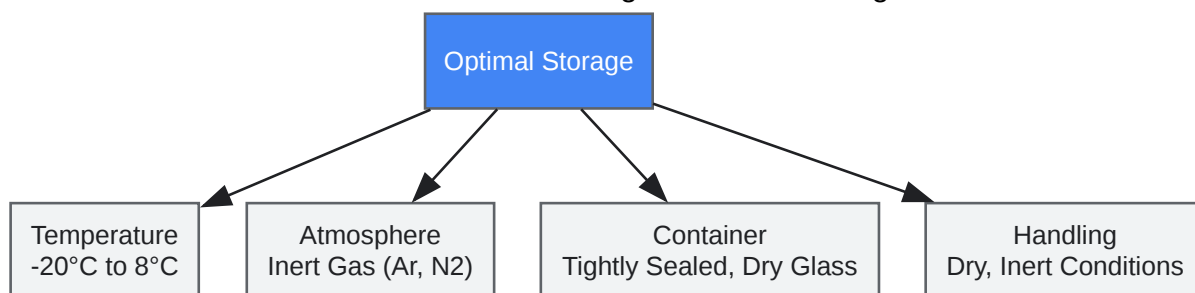 Optimal Storage
Temperature
-20°C to 8°C
Atmosphere
Inert Gas (Ar, N2)
Container
Tightly Sealed, Dry Glass
Handling
Dry, Inert Conditions